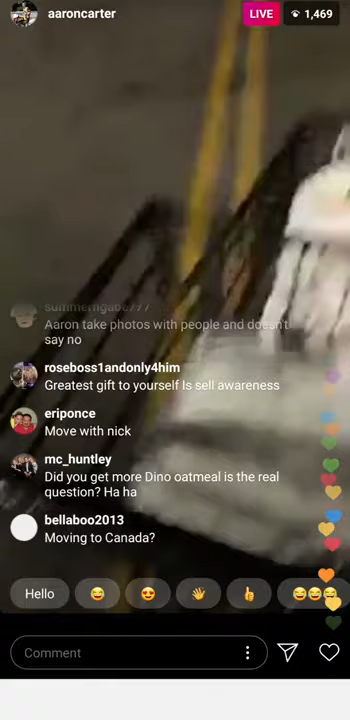 aaroncarter
LIVE
1,469
Aaron take photos with people and doesn't
say no
roseboss1andonly4him
Greatest gift to yourself Is sell awareness
eriponce
Move with nick
mc_huntley
Did you get more Dino oatmeal is the real
question? Ha ha
bellaboo2013
Moving to Canada?
Hello
Comment